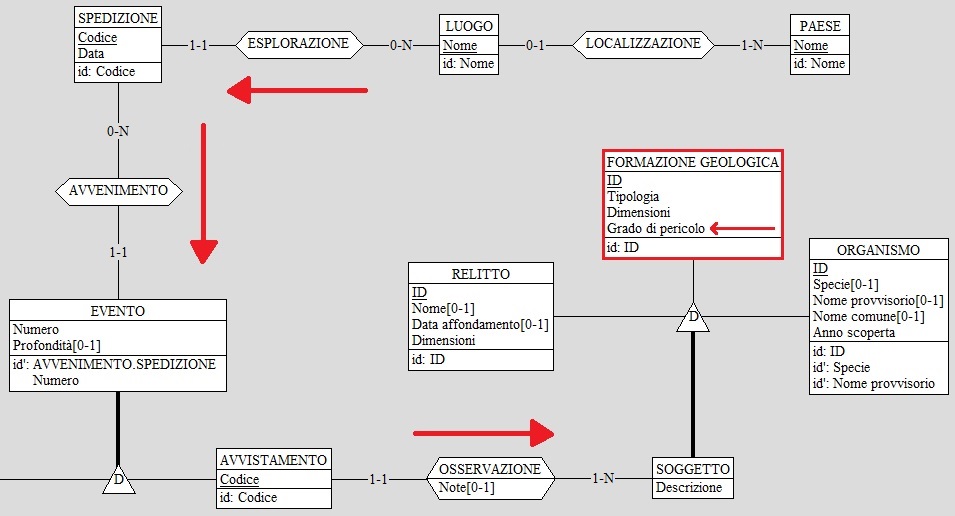 SPEDIZIONE
Codice
Data
id: Codice
1-1
ESPLORAZIONE
0-N
LUOGO
Nome
id: Nome
0-1
LOCALIZZAZIONE
1-N
PAESE
Nome
id: Nome
0-N
AVVENIMENTO
1-1
FORMAZIONE GEOLOGICA
ID
Tipologia
Dimensioni
Grado di pericolo
id: ID
RELITTO
ID
Nome[0-1]
Data affondamento[0-1]
Dimensioni
id: ID
D
ORGANISMO
ID
Specie[0-1]
Nome provvisorio[0-1]
Nome comune[0-1]
Anno scoperta
id: ID
id': Specie
id': Nome provvisorio
EVENTO
Numero
Profondità[0-1]
id': AVVENIMENTO.SPEDIZIONE
Numero
D
AVVISTAMENTO
Codice
id: Codice
1-1
OSSERVAZIONE
Note[0-1]
1-N
SOGGETTO
Descrizione